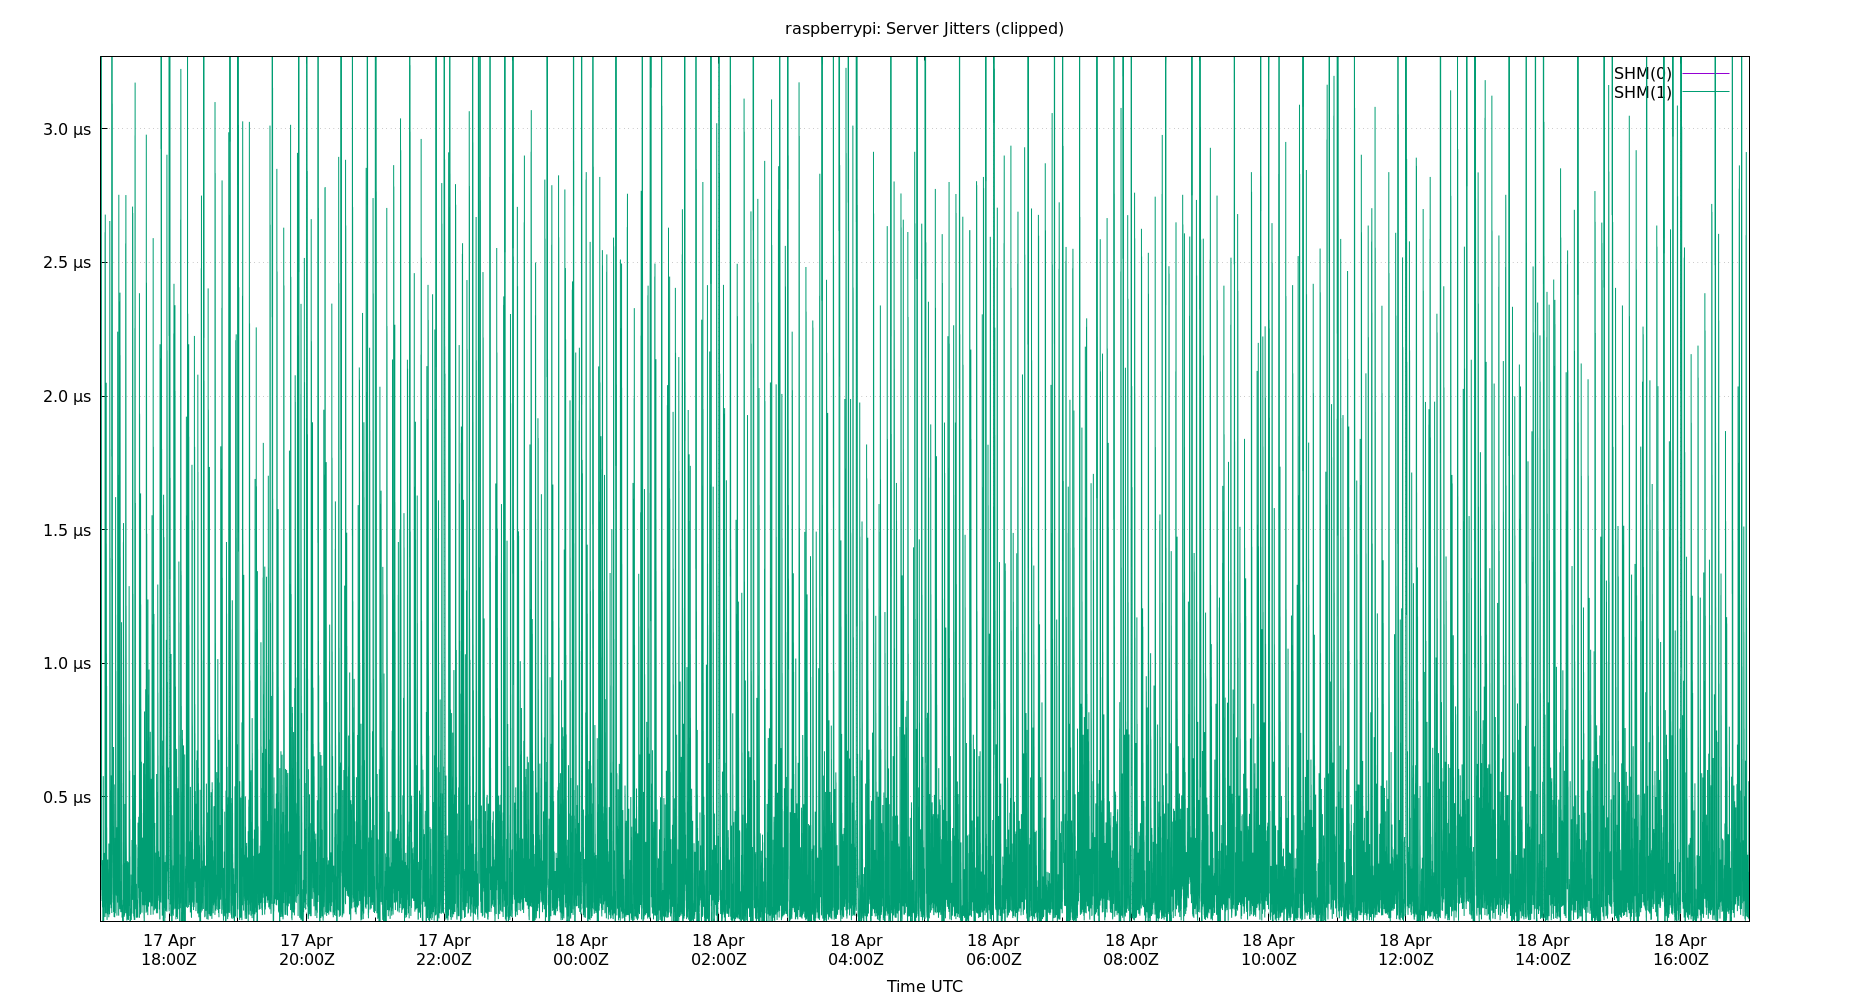 raspberrypi: Server Jitters (clipped)
SHM(0)
SHM(1)
3.0 µs
2.5 µs
2.0 µs
1.5 µs
1.0 µs
0.5 µs
17 Apr 17 Apr 17 Apr 18 Apr 18 Apr 18 Apr 18 Apr 18 Apr 18 Apr 18 Apr 18 Apr 18 Apr
18:00Z 20:00Z 22:00Z 00:00Z 02:00Z 04:00Z 06:00Z 08:00Z 10:00Z 12:00Z 14:00Z 16:00Z
Time UTC